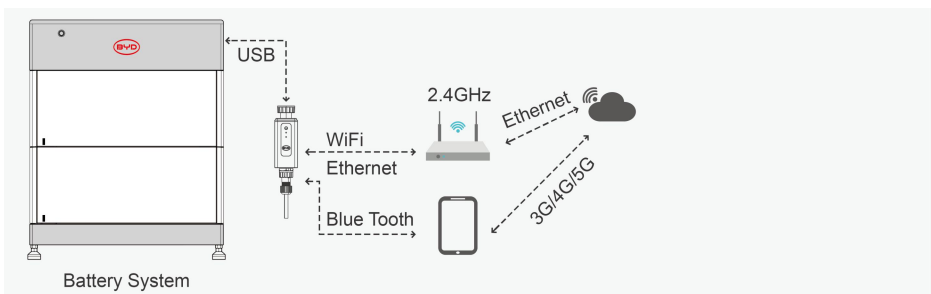 BYD
USB
2.4GHz
Ethernet
WiFi
Ethernet
3G/4G/5G
Blue Tooth
Battery System